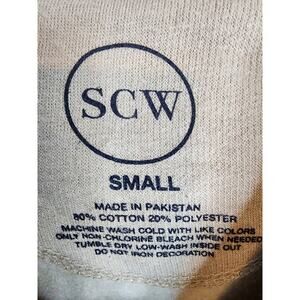 SCW
SMALL
MADE IN PAKISTAN
80% COTTON 20% POLYESTER
MACHINE WASH COLD WITH LIKE COLORS
ONLY NON-CHLORINE BLEACH WHEN NEEDED
TUMBLE DRY LOW-WASH INSIDE OUT
DO NOT IRON DECORATION